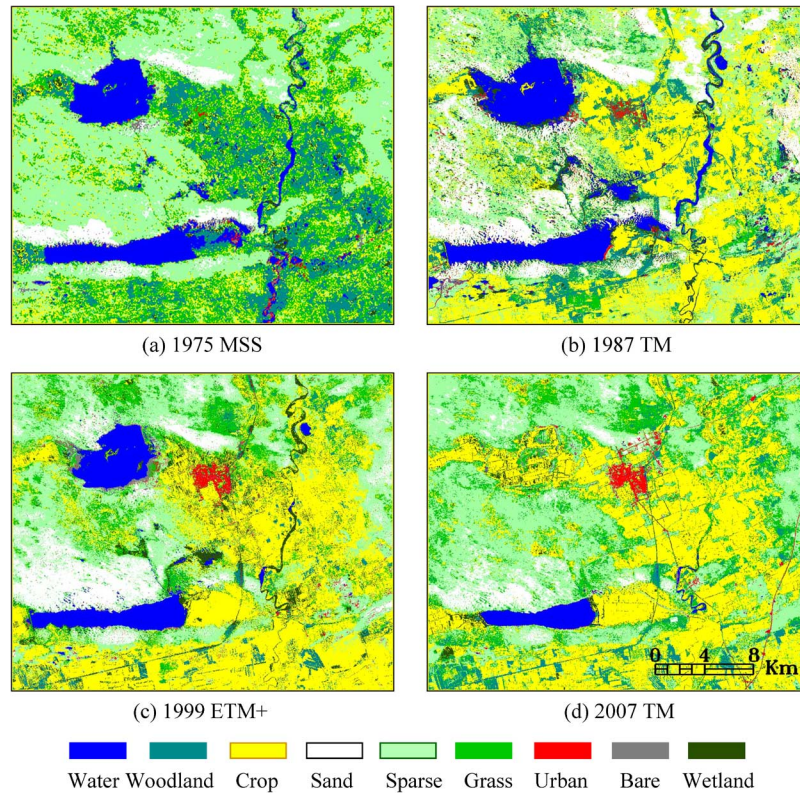 (a) 1975 MSS
(b) 1987 TM
(c) 1999 ETM+
0 4 8 Km
(d) 2007 TM
Water Woodland Crop Sand Sparse Grass Urban Bare Wetland